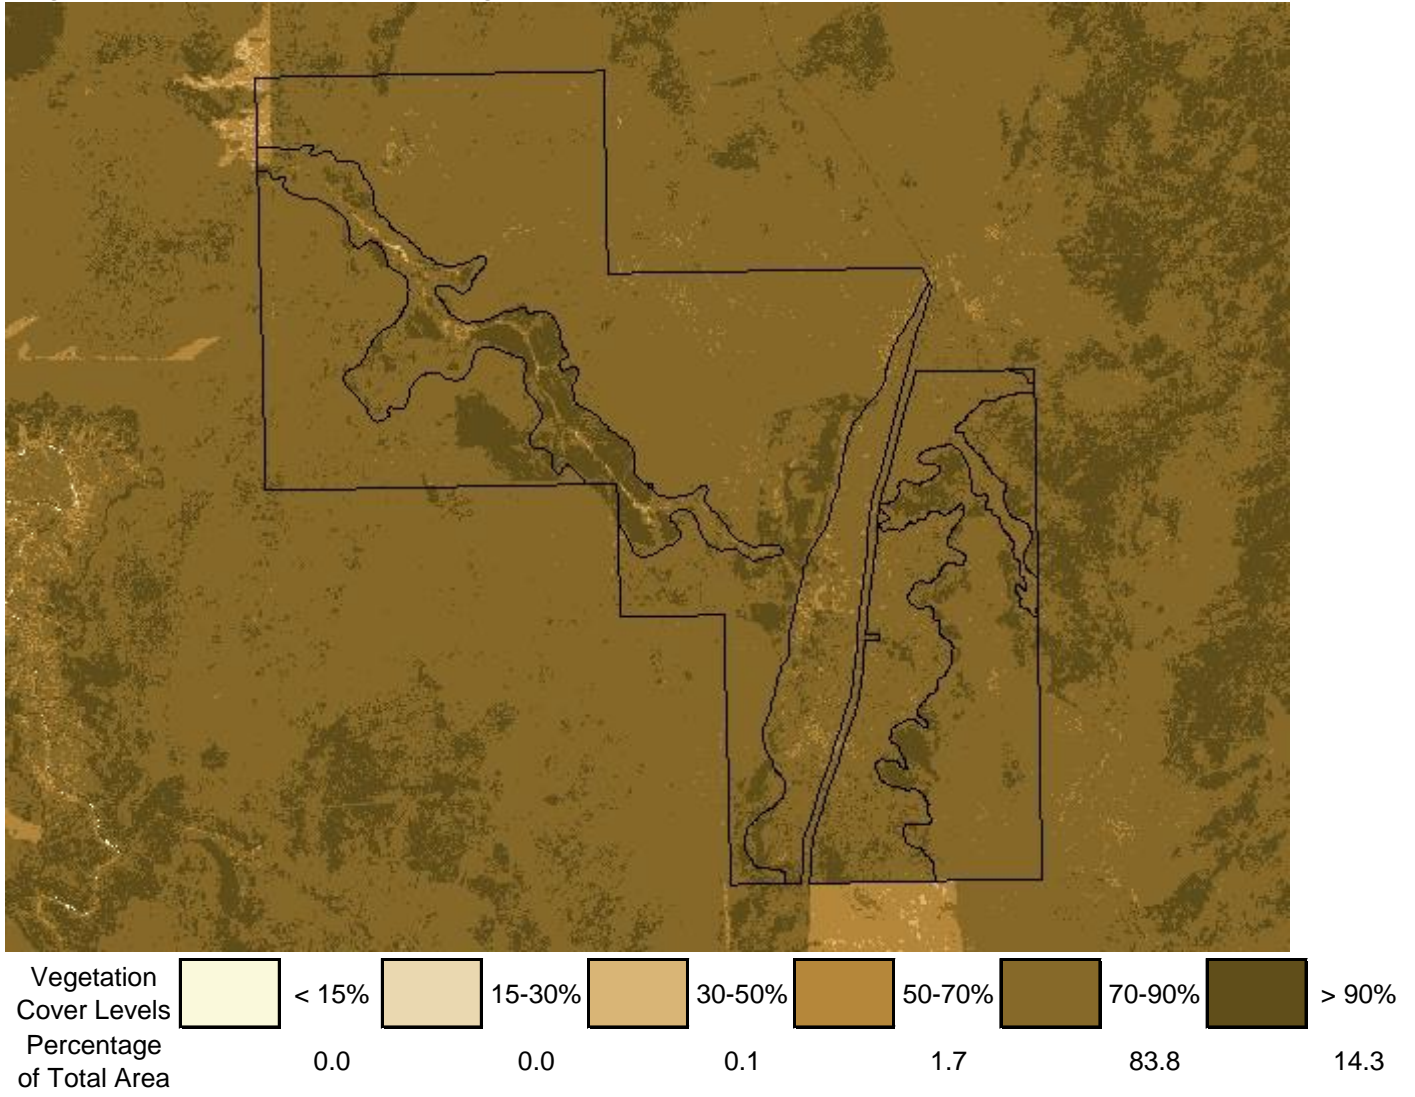 Vegetation
Cover Levels
< 15% 15-30% 30-50% 50-70% 70-90% > 90%
Percentage
of Total Area
0.0 0.0 0.1 1.7 83.8 14.3